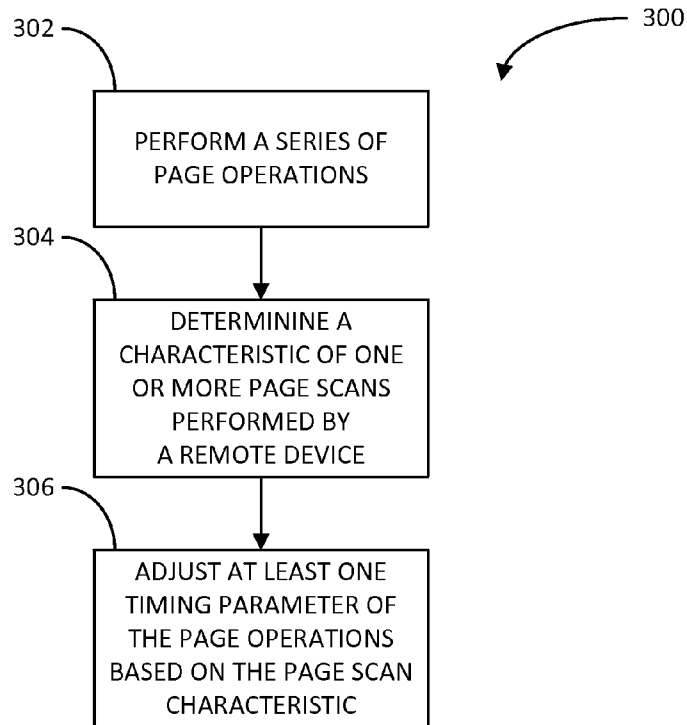 302
300
PERFORM A SERIES OF
PAGE OPERATIONS
304
DETERMININE A
CHARACTERISTIC OF ONE
OR MORE PAGE SCANS
PERFORMED BY
A REMOTE DEVICE
306
ADJUST AT LEAST ONE
TIMING PARAMETER OF
THE PAGE OPERATIONS
BASED ON THE PAGE SCAN
CHARACTERISTIC